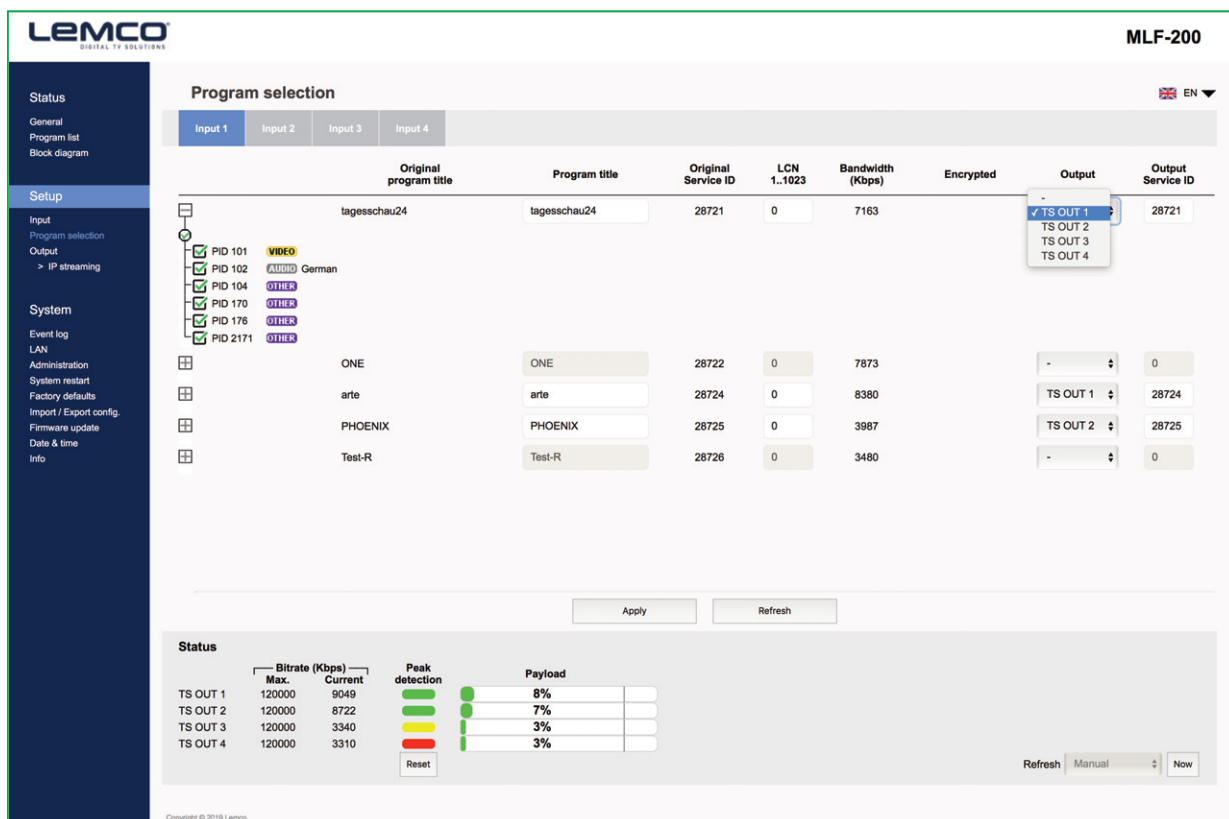 LEMCO
DIGITAL TV SOLUTIONS
MLF-200
Status
General
Program list
Block diagram
Setup
Input
Program selection
Output
> IP streaming
System
Event log
LAN
Administration
System restart
Factory defaults
Import / Export config.
Firmware update
Date & time
Info
Program selection
EN
Input 1 Input 2 Input 3 Input 4
Original program title Program title Original Service ID LCN 1..1023 Bandwidth (Kbps) Encrypted Output Output Service ID
tagesschau24 tagesschau24 28721 0 7163 28721
-
✓ TS OUT 1
TS OUT 2
TS OUT 3
TS OUT 4
PID 101 VIDEO
PID 102 AUDIO German
PID 104 OTHER
PID 170 OTHER
PID 176 OTHER
PID 2171 OTHER
ONE ONE 28722 0 7873 - 0
arte arte 28724 0 8380 TS OUT 1 28724
PHOENIX PHOENIX 28725 0 3987 TS OUT 2 28725
Test-R Test-R 28726 0 3480 - 0
Apply Refresh
Status
Bitrate (Kbps)
Max. Current Peak detection Payload
TS OUT 1 120000 9049 8%
TS OUT 2 120000 8722 7%
TS OUT 3 120000 3340 3%
TS OUT 4 120000 3310 3%
Reset
Refresh Manual Now
Copyright © 2019 Lemco